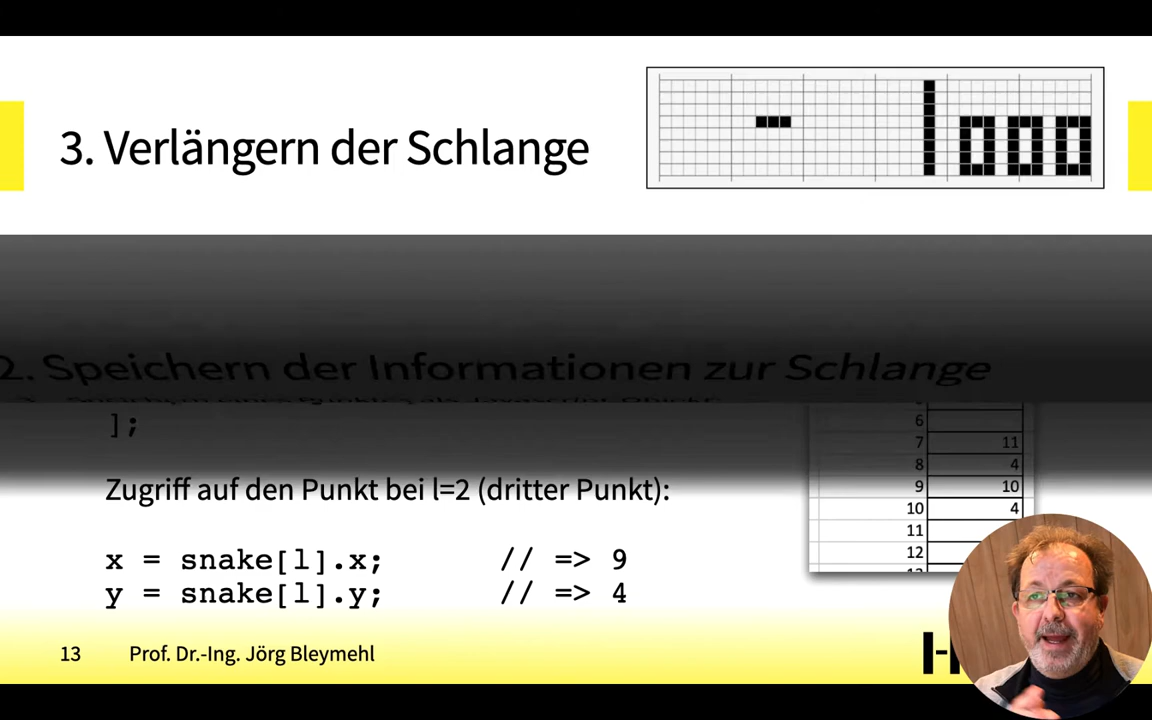 3. Verlängern der Schlange
looo
2. Speichern der Informationen zur Schlange
];
6
7 11
8 4
9 10
10 4
11
12
Zugriff auf den Punkt bei l=2 (dritter Punkt):
x = snake[l].x; // => 9
y = snake[l].y; // => 4
13 Prof. Dr.-Ing. Jörg Bleymehl